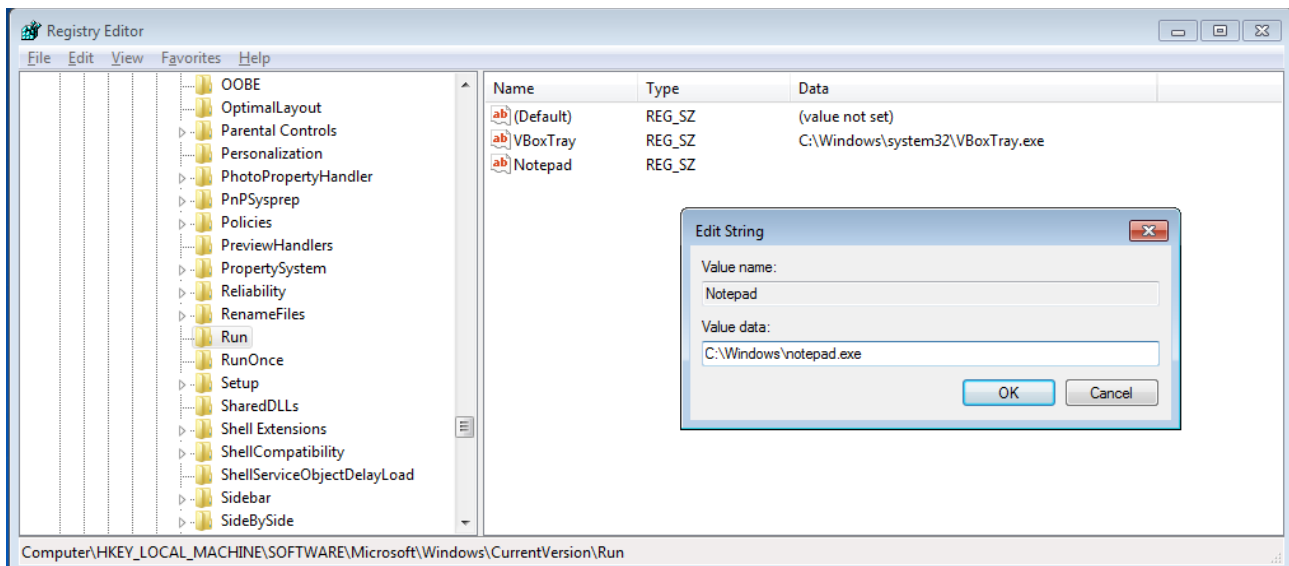 Registry Editor
File Edit View Favorites Help
OOBE
OptimalLayout
Parental Controls
Personalization
PhotoPropertyHandler
PnPSysprep
Policies
PreviewHandlers
PropertySystem
Reliability
RenameFiles
Run
RunOnce
Setup
SharedDLLs
Shell Extensions
ShellCompatibility
ShellServiceObjectDelayLoad
Sidebar
SideBySide
Name Type Data
ab (Default) REG_SZ (value not set)
ab VBoxTray REG_SZ C:\Windows\system32\VBoxTray.exe
ab Notepad REG_SZ
Edit String
Value name:
Notepad
Value data:
C:\Windows\notepad.exe
OK Cancel
Computer\HKEY_LOCAL_MACHINE\SOFTWARE\Microsoft\Windows\CurrentVersion\Run